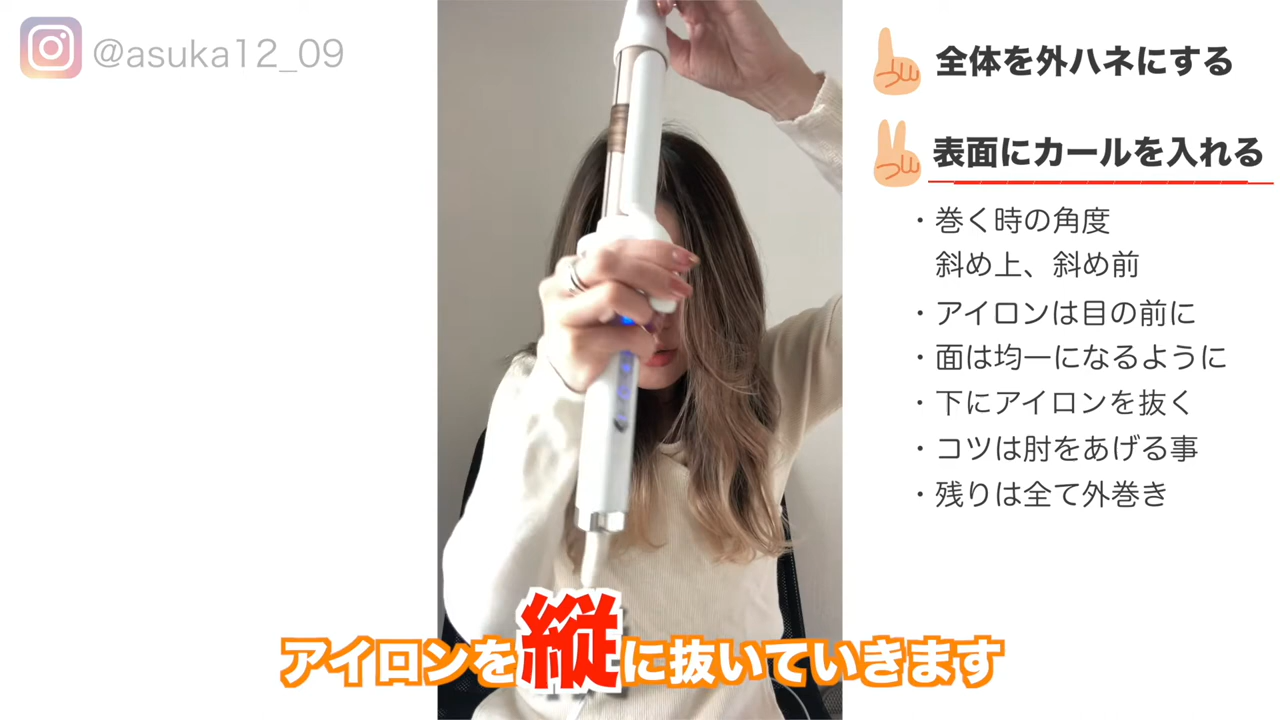 @asuka12_09
全体を外ハネにする
表面にカールを入れる
・巻く時の角度
斜め上、斜め前
・アイロンは目の前に
・面は均一になるように
・下にアイロンを抜く
・コツは肘をあげる事
・残りは全て外巻き
アイロンを縦に抜いていきます